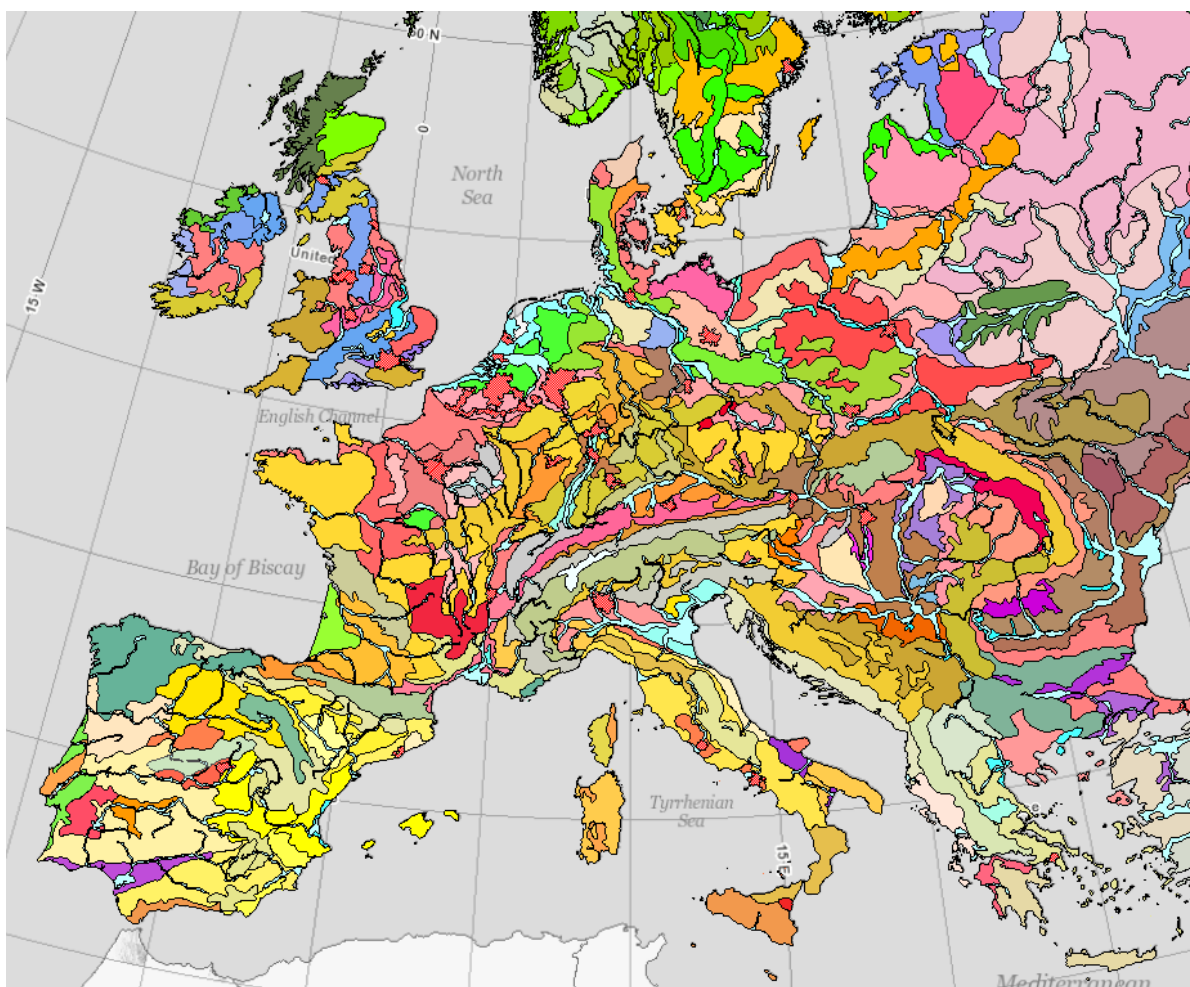 60 N
0
North
Sea
United
15 W
English Channel
Bay of Biscay
Tyrrhenian
Sea
15 E
Mediterranean